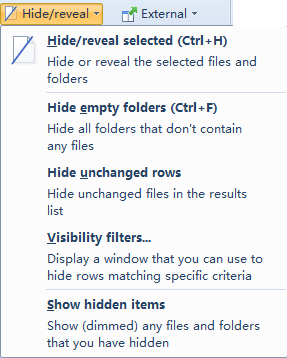 Hide/reveal External
Hide/reveal selected (Ctrl+H)
Hide or reveal the selected files and
folders
Hide empty folders (Ctrl+F)
Hide all folders that don't contain
any files
Hide unchanged rows
Hide unchanged files in the results
list
Visibility filters...
Display a window that you can use to
hide rows matching specific criteria
Show hidden items
Show (dimmed) any files and folders
that you have hidden